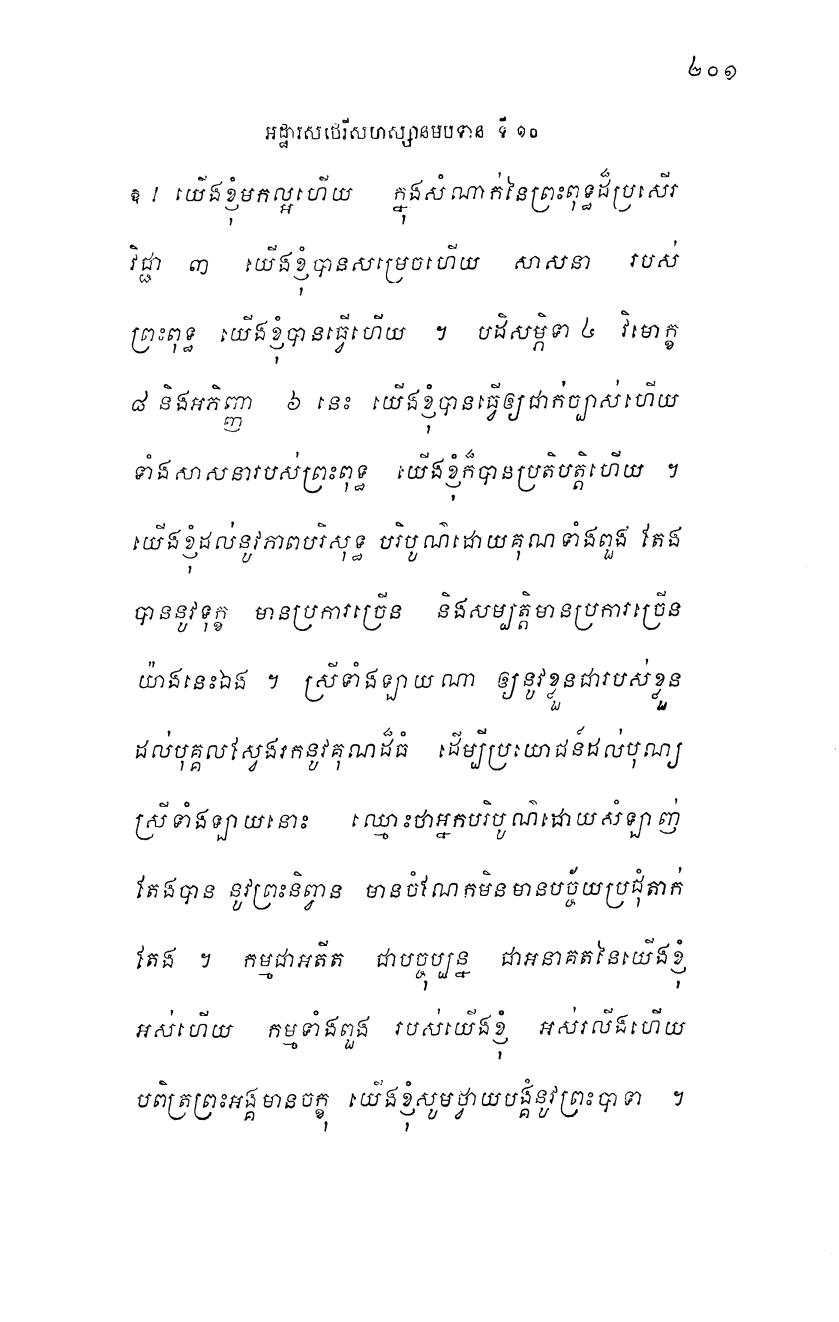 ២០១
អដ្ឋារសថេរីសហស្សានមបទាន ទី ១០
ឱ ! យើងខ្ញុំមកល្អហើយ ក្នុងសំណាក់នៃព្រះពុទ្ធដ៏ប្រសើរ
វិជ្ជា ៣ យើងខ្ញុំបានសម្រេចហើយ សាសនា របស់
ព្រះពុទ្ធ យើងខ្ញុំបានធ្វើហើយ ។ បដិសម្ភិទា ៤ វិមោក្ខ
៨ និងអភិញ្ញា ៦ នេះ យើងខ្ញុំបានធ្វើឲ្យជាក់ច្បាស់ហើយ
ទាំងសាសនារបស់ព្រះពុទ្ធ យើងខ្ញុំក៏បានប្រតិបត្តិហើយ ។
យើងខ្ញុំដល់នូវភាពបរិសុទ្ធ បរិបូណ៌ដោយគុណទាំងពួង តែង
បាននូវទុក្ខ មានប្រការច្រើន និងសម្បត្តិមានប្រការច្រើន
យ៉ាងនេះឯង ។ ស្រីទាំងឡាយណា ឲ្យនូវខ្លួនជារបស់ខ្លួន
ដល់បុគ្គលស្វែងរកនូវគុណដ៏ធំ ដើម្បីប្រយោជន៍ដល់បុណ្យ
ស្រីទាំងឡាយនោះ ឈ្មោះថាអ្នកបរិបូណ៌ដោយសំឡាញ់
តែងបាន នូវព្រះនិព្វាន មានចំណែកមិនមានបច្ច័យប្រជុំតាក់
តែង ។ កម្មជាអតីត ជាបច្ចុប្បន្ន ជាអនាគតនៃយើងខ្ញុំ
អស់ហើយ កម្មទាំងពួង របស់យើងខ្ញុំ អស់រលីងហើយ
បពិត្រព្រះអង្គមានចក្ខុ យើងខ្ញុំសូមថ្វាយបង្គំនូវព្រះបាទា ។